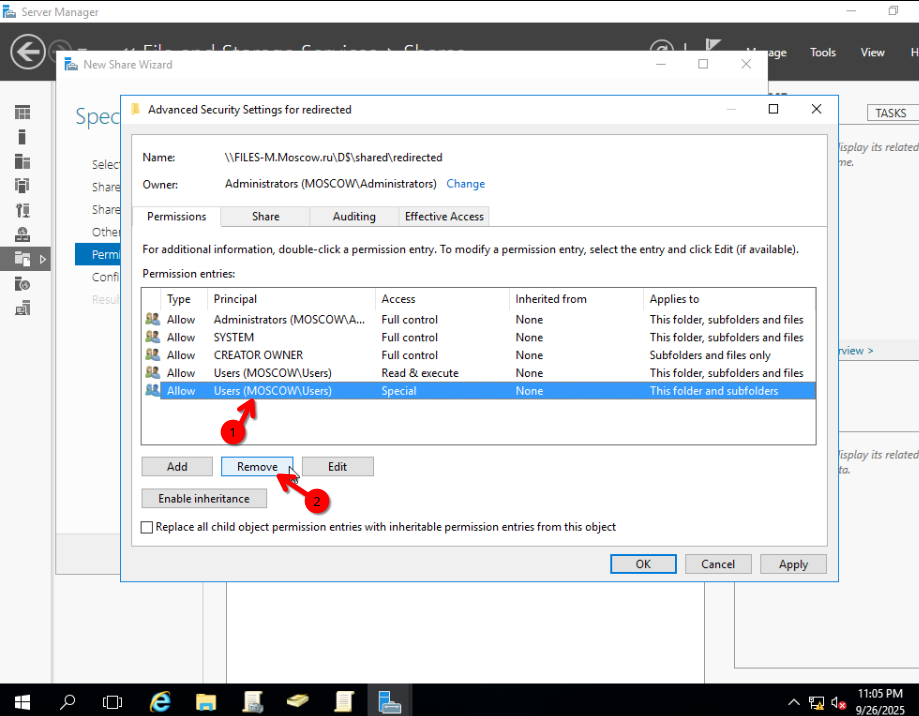 Server Manager
File and Storage Services
Shares
Manage Tools View H
New Share Wizard
TASKS
Spec
Advanced Security Settings for redirected
isplay its related
me.
Name: \\FILES-M.Moscow.ru\D$\shared\redirected
Selec
Owner: Administrators (MOSCOW\Administrators) Change
Share
Share
Permissions Share Auditing Effective Access
Other
For additional information, double-click a permission entry. To modify a permission entry, select the entry and click Edit (if available).
Permi
Permission entries:
Confi
Resul
Type Principal Access Inherited from Applies to
Allow Administrators (MOSCOW\A... Full control None This folder, subfolders and files
Allow SYSTEM Full control None This folder, subfolders and files
Allow CREATOR OWNER Full control None Subfolders and files only
rview >
Allow Users (MOSCOW\Users) Read & execute None This folder, subfolders and files
Allow Users (MOSCOW\Users) Special None This folder and subfolders
1
isplay its related
ta.
Add Remove Edit
2
Enable inheritance
Replace all child object permission entries with inheritable permission entries from this object
OK Cancel Apply
11:05 PM
9/26/2025